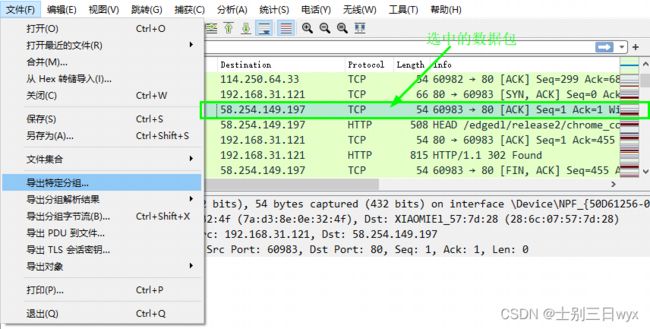 文件(F) 编辑(E) 视图(V) 跳转(G) 捕获(C) 分析(A) 统计(S) 电话(Y) 无线(W) 工具(T) 帮助(H)
打开(O) Ctrl+O
打开最近的文件(R)
合并(M)...
从 Hex 转储导入(I)...
关闭(C) Ctrl+W
保存(S) Ctrl+S
另存为(A)... Ctrl+Shift+S
文件集合
导出特定分组...
导出分组解析结果
导出分组字节流(B)... Ctrl+Shift+X
导出 PDU 到文件...
导出 TLS 会话密钥...
导出对象
打印(P)... Ctrl+P
退出(Q) Ctrl+Q
选中的数据包
Destination Protocol Length Info
114.250.64.33 TCP 54 60982 → 80 [ACK] Seq=299 Ack=68
192.168.31.121 TCP 66 80 → 60983 [SYN, ACK] Seq=0 Ack
58.254.149.197 TCP 54 60983 → 80 [ACK] Seq=1 Ack=1 Wi
58.254.149.197 HTTP 508 HEAD /edgedl/release2/chrome_co
192.168.31.121 TCP 54 80 → 60983 [ACK] Seq=1 Ack=455
192.168.31.121 HTTP 815 HTTP/1.1 302 Found
192.168.31.121 TCP 54 80 → 60983 [FIN, ACK] Seq=
bits), 54 bytes captured (432 bits) on interface \Device\NPF_{50D61256-0
32:4f (7a:d3:8e:0e:32:4f), Dst: XIAOMIEl_57:7d:28 (28:6c:07:57:7d:28)
rc: 192.168.31.121, Dst: 58.254.149.197
Src Port: 60983, Dst Port: 80, Seq: 1, Ack: 1, Len: 0
CSDN @士别三日wyx